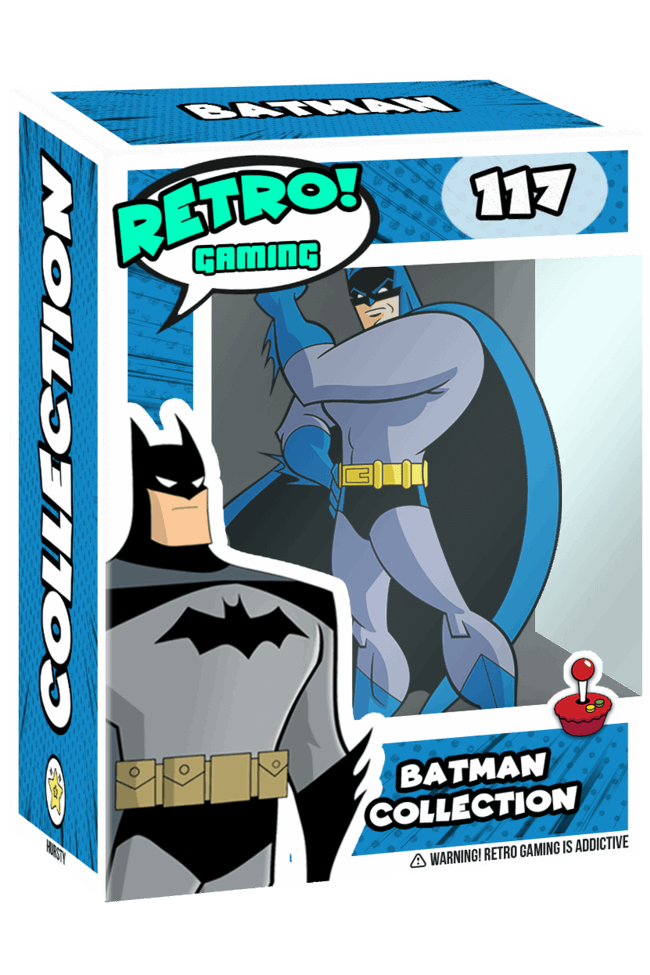 BATMAN
RETRO!
GAMING
117
COLLECTION
BATMAN
COLLECTION
WARNING! RETRO GAMING IS ADDICTIVE
HURSTY